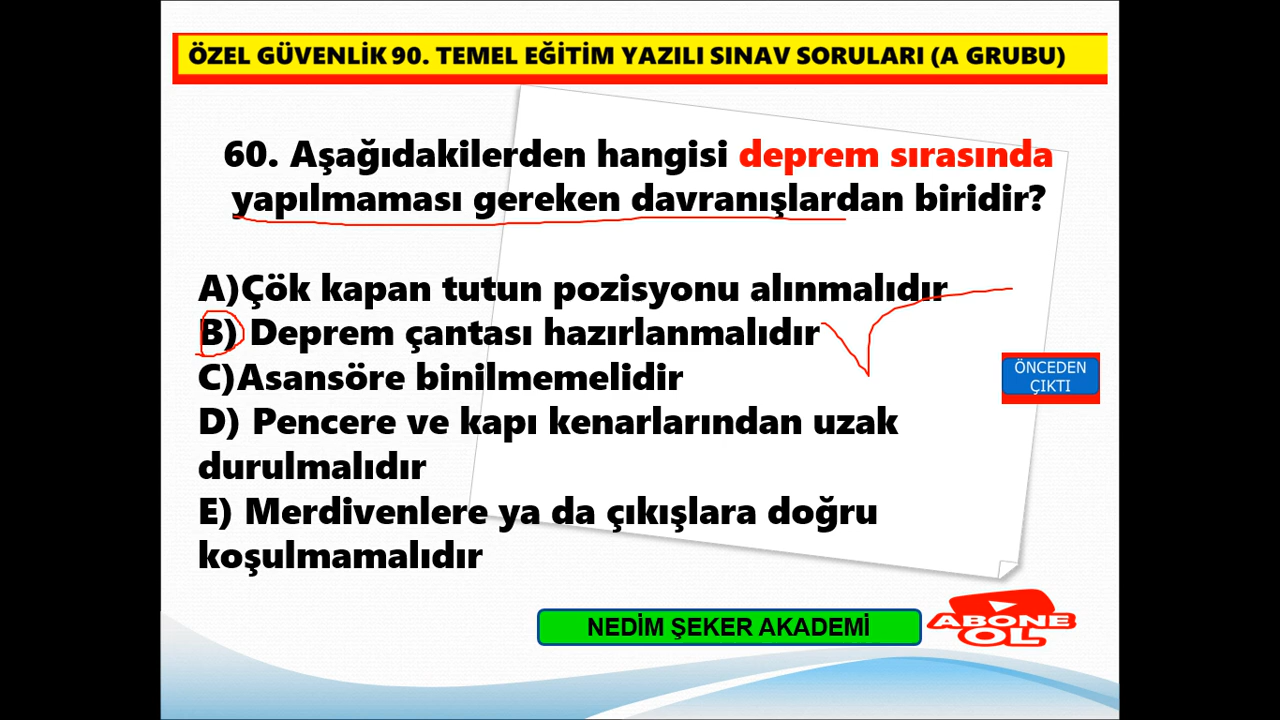 ÖZEL GÜVENLİK 90. TEMEL EĞİTİM YAZILI SINAV SORULARI (A GRUBU)
60. Aşağıdakilerden hangisi deprem sırasında
yapılmaması gereken davranışlardan biridir?
A)Çök kapan tutun pozisyonu alınmalıdır
B) Deprem çantası hazırlanmalıdır
C)Asansöre binilmemelidir
D) Pencere ve kapı kenarlarından uzak
durulmalıdır
E) Merdivenlere ya da çıkışlara doğru
koşulmamalıdır
ÖNCEDEN
ÇIKTI
NEDİM ŞEKER AKADEMİ
ABONE
OL